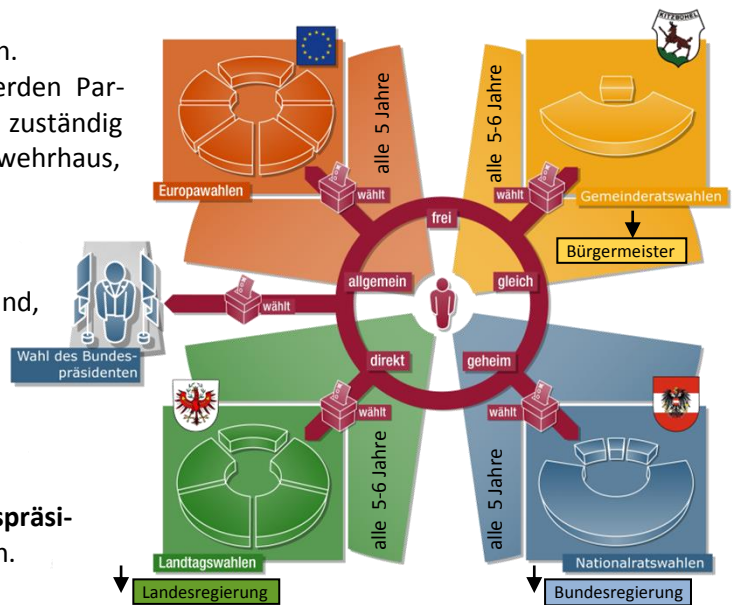 n.
erden Par-
zuständig
wehrhaus,
und,
spräsi-
n.
KITZBÜHEL
alle 5 Jahre
alle 5-6 Jahre
Europawahlen
wählt
wählt
Gemeinderatswahlen
frei
Bürgermeister
allgemein
gleich
wählt
Wahl des Bundes-
präsidenten
direkt
geheim
wählt
wählt
alle 5-6 Jahre
alle 5 Jahre
Landtagswahlen
Nationalratswahlen
Landesregierung
Bundesregierung